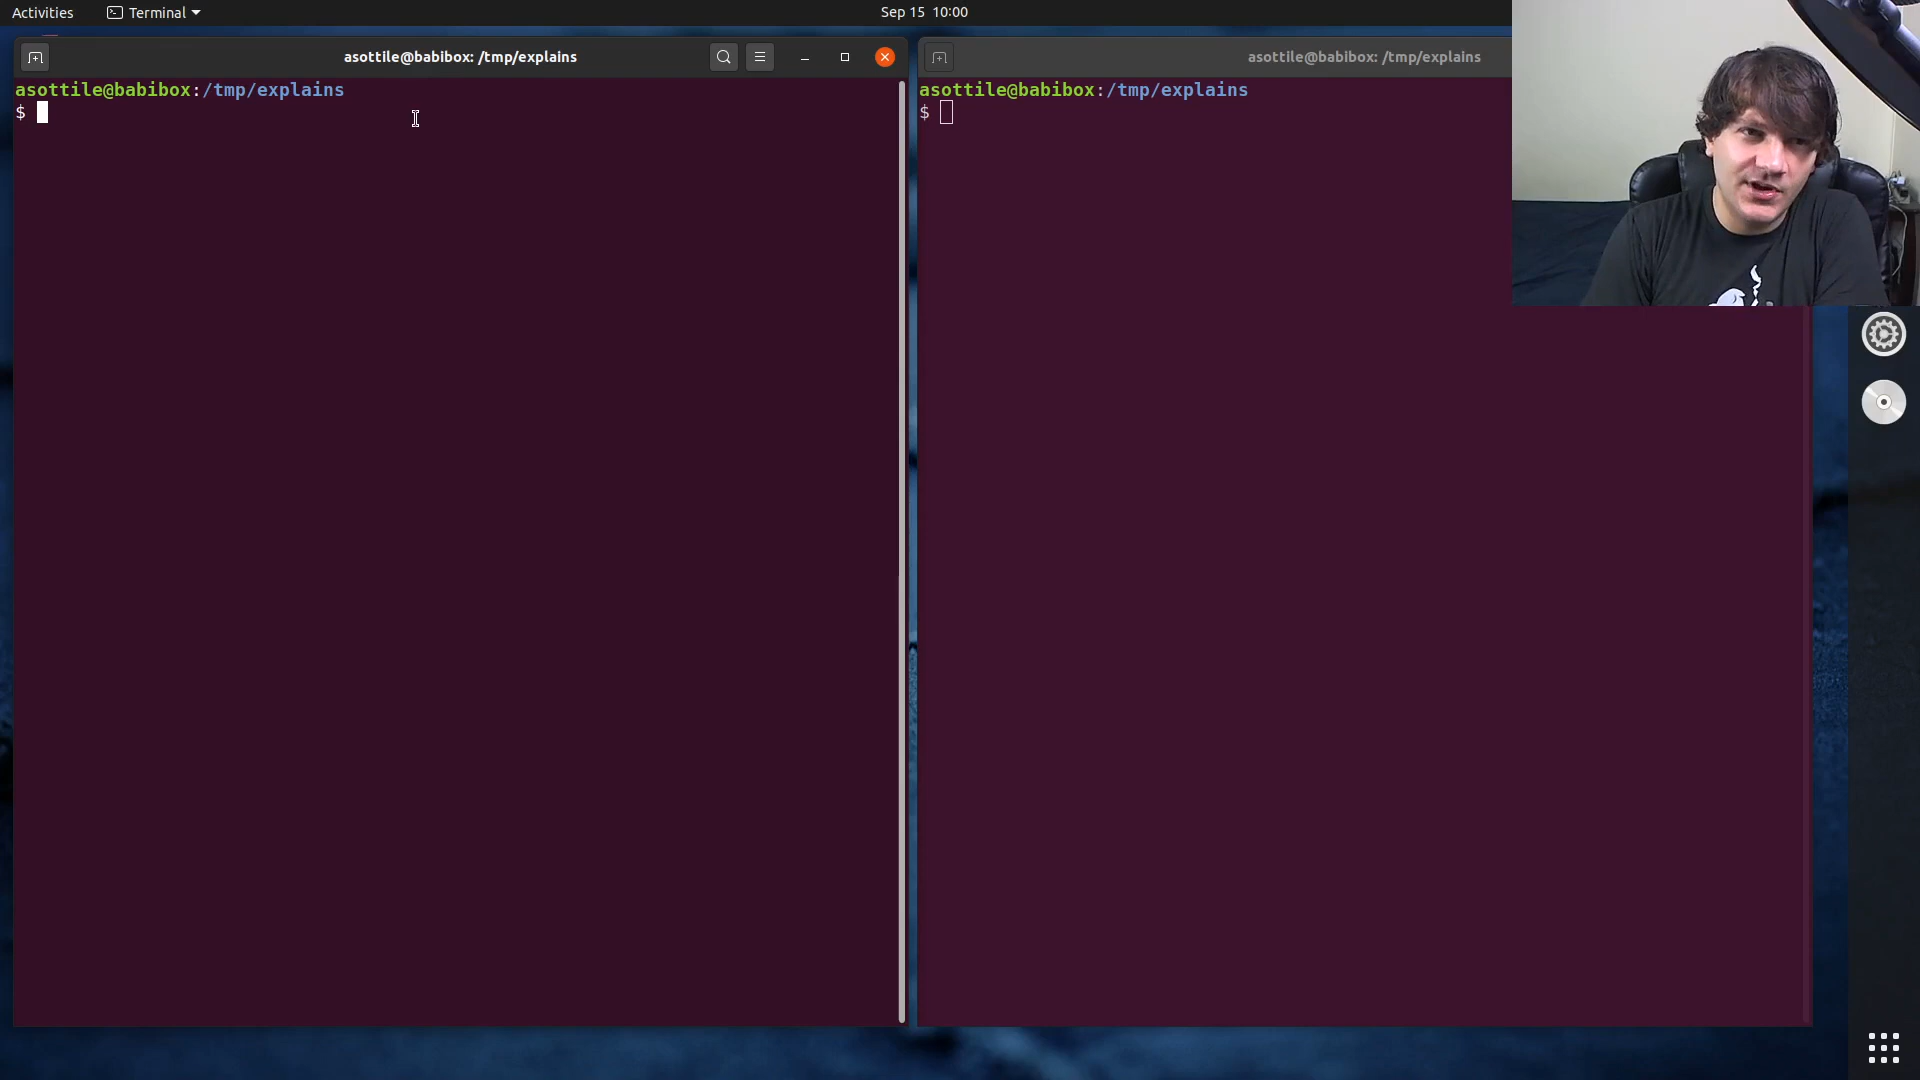 Activities
Terminal
Sep 15 10:00
asottile@babibox: /tmp/explains
asottile@babibox:/tmp/explains
$
asottile@babibox: /tmp/explains
asottile@babibox:/tmp/explains
$